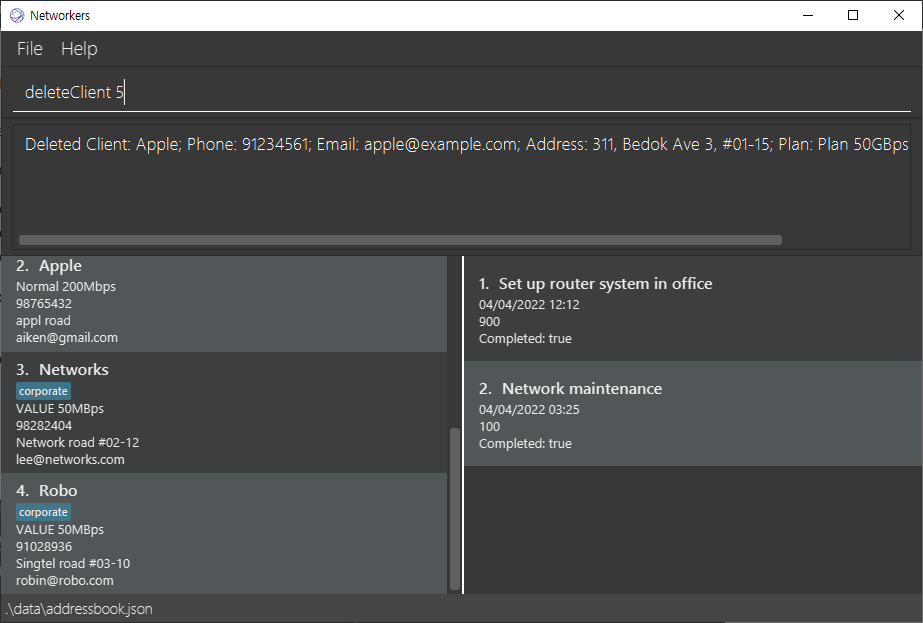 Networkers
File Help
deleteClient 5
Deleted Client: Apple; Phone: 91234561; Email: apple@example.com; Address: 311, Bedok Ave 3, #01-15; Plan: Plan 50GBps
2. Apple
Normal 200Mbps
98765432
appl road
aiken@gmail.com
3. Networks
corporate
VALUE 50MBps
98282404
Network road #02-12
lee@networks.com
4. Robo
corporate
VALUE 50MBps
91028936
Singtel road #03-10
robin@robo.com
1. Set up router system in office
04/04/2022 12:12
900
Completed: true
2. Network maintenance
04/04/2022 03:25
100
Completed: true
.\data\addressbook.json